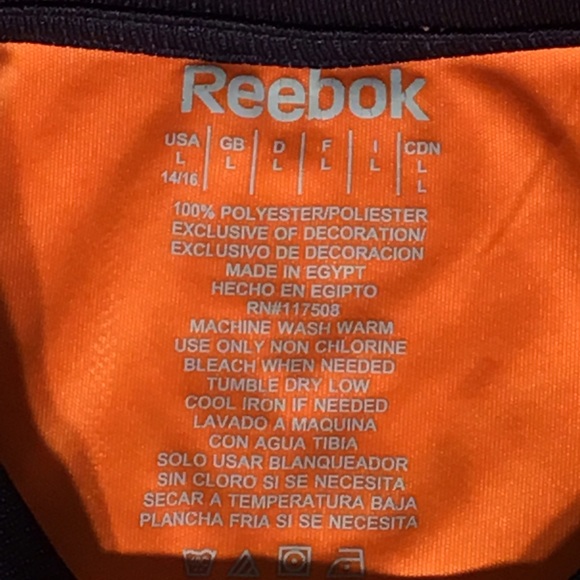 Reebok
USA | GB | D | F | I | CDN
L | L | L | L | L | L
14/16 L
100% POLYESTER/POLIESTER
EXCLUSIVE OF DECORATION/
EXCLUSIVO DE DECORACION
MADE IN EGYPT
HECHO EN EGIPTO
RN#117508
MACHINE WASH WARM
USE ONLY NON CHLORINE
BLEACH WHEN NEEDED
TUMBLE DRY LOW
COOL IRON IF NEEDED
LAVADO A MAQUINA
CON AGUA TIBIA
SOLO USAR BLANQUEADOR
SIN CLORO SI SE NECESITA
SECAR A TEMPERATURA BAJA
PLANCHA FRIA SI SE NECESITA